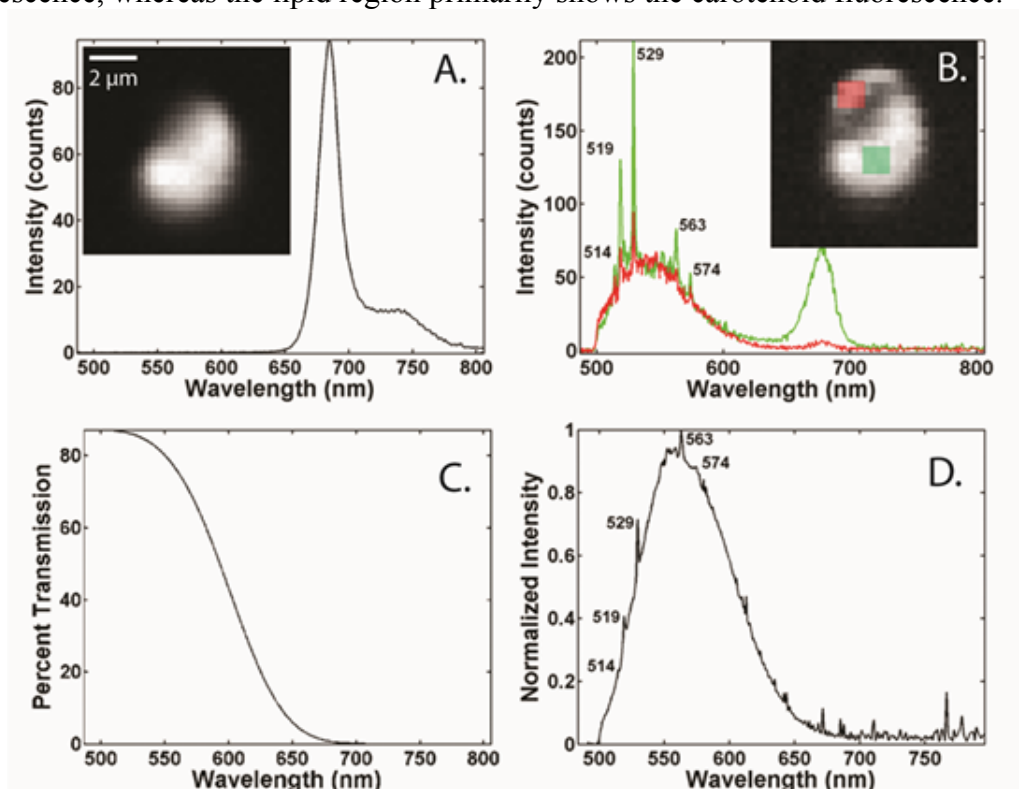 whereas the lipid region primarily shows the carotenoid fluorescence.
2 μm
A.
Intensity (counts)
80
60
40
20
0
500 550 600 650 700 750 800
Wavelength (nm)
B.
Intensity (counts)
200
150
100
50
0
529
519
563
514
574
500 600 700 800
Wavelength (nm)
C.
Percent Transmission
80
60
40
20
0
500 550 600 650 700 750 800
Wavelength (nm)
D.
Normalized Intensity
1
0.8
0.6
0.4
0.2
0
563
574
529
519
514
500 550 600 650 700 750
Wavelength (nm)